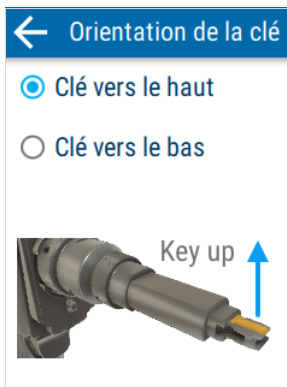 Orientation de la clé
Clé vers le haut
Clé vers le bas
Key up